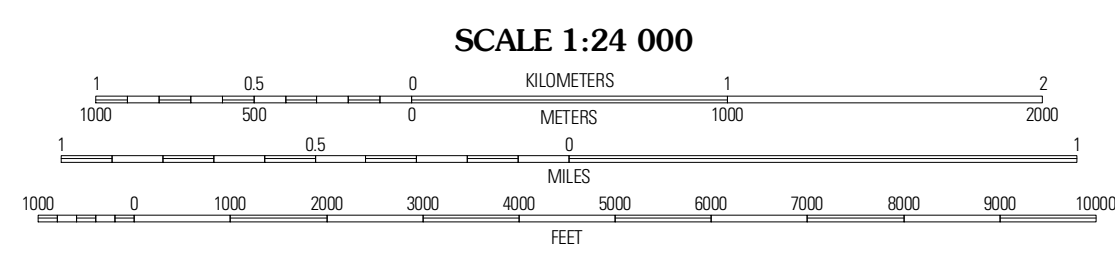 SCALE 1:24 000
1 0.5 0 KILOMETERS 1 2
1000 500 0 METERS 1000 2000
1 0.5 0 1
MILES
1000 0 1000 2000 3000 4000 5000 6000 7000 8000 9000 10000
FEET